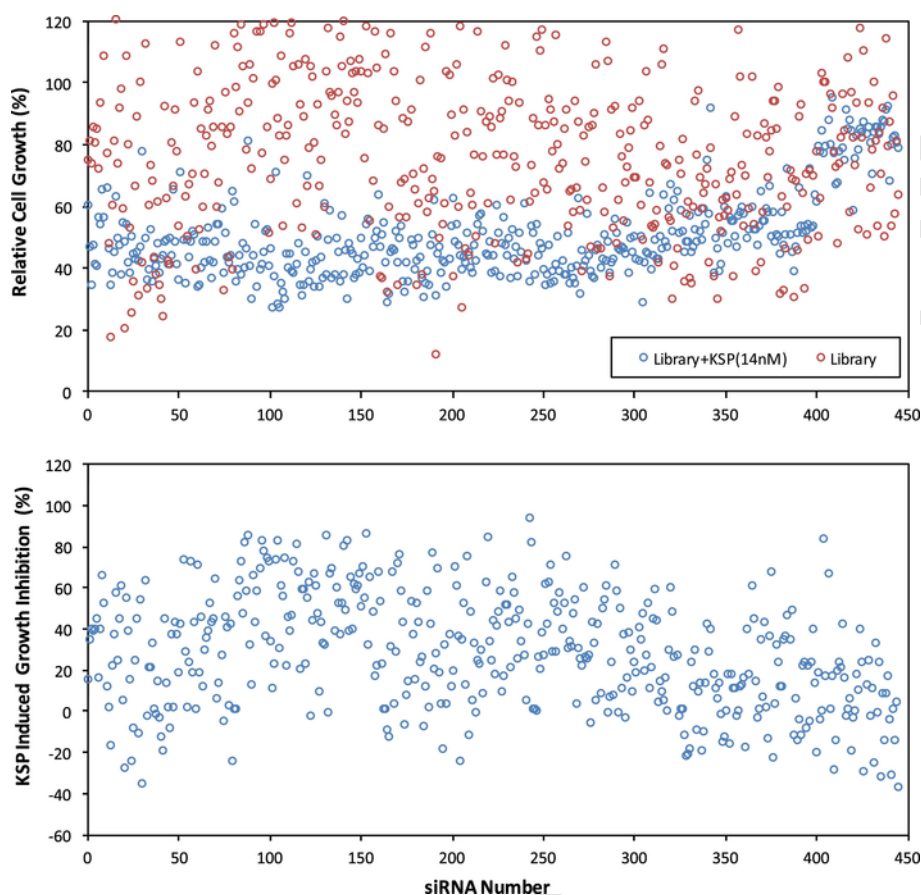 120
100
80
60
40
20
0
Relative Cell Growth (%)
Library+KSP(14nM) Library
0 50 100 150 200 250 300 350 400 450
120
100
80
60
40
20
0
-20
-40
-60
KSP Induced Growth Inhibition (%)
0 50 100 150 200 250 300 350 400 450
siRNA Number_